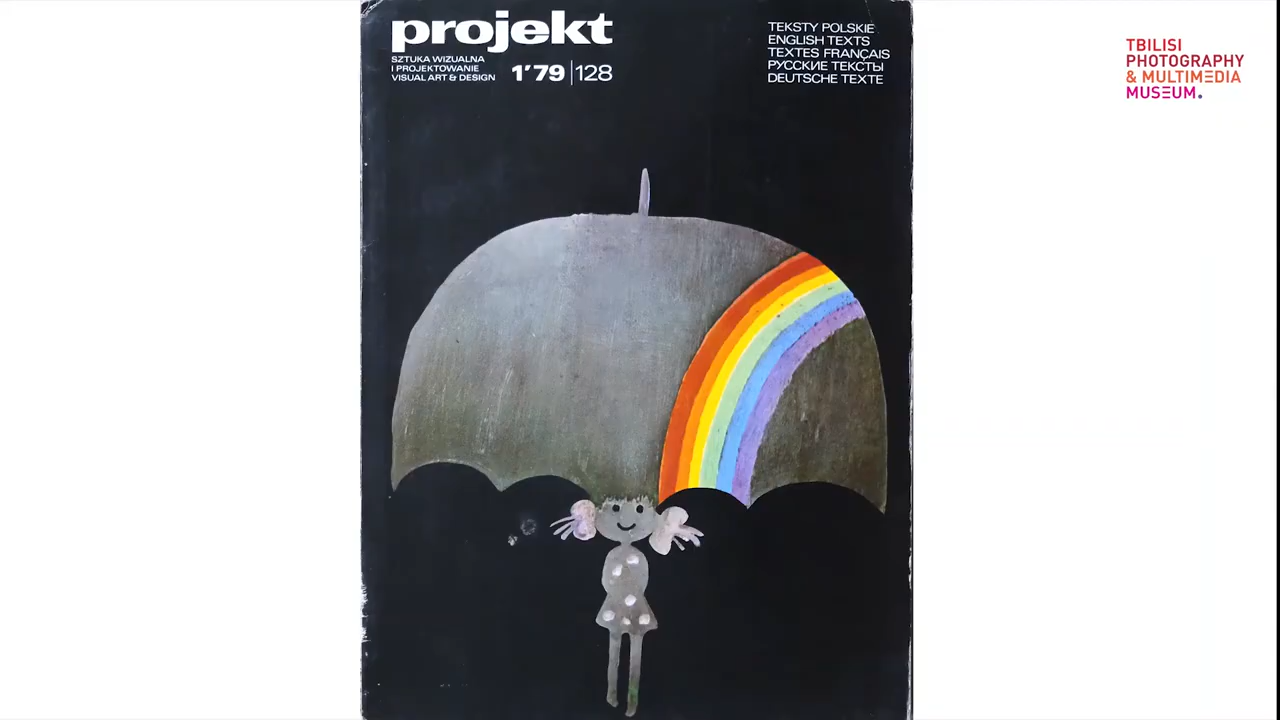 projekt
SZTUKA WIZUALNA
I PROJEKTOWANIE
VISUAL ART & DESIGN
1'79 | 128
TEKSTY POLSKIE
ENGLISH TEXTS
TEXTES FRANÇAIS
РУССКИЕ ТЕКСТЫ
DEUTSCHE TEXTE
TBILISI
PHOTOGRAPHY
& MULTIMEDIA
MUSEUM.